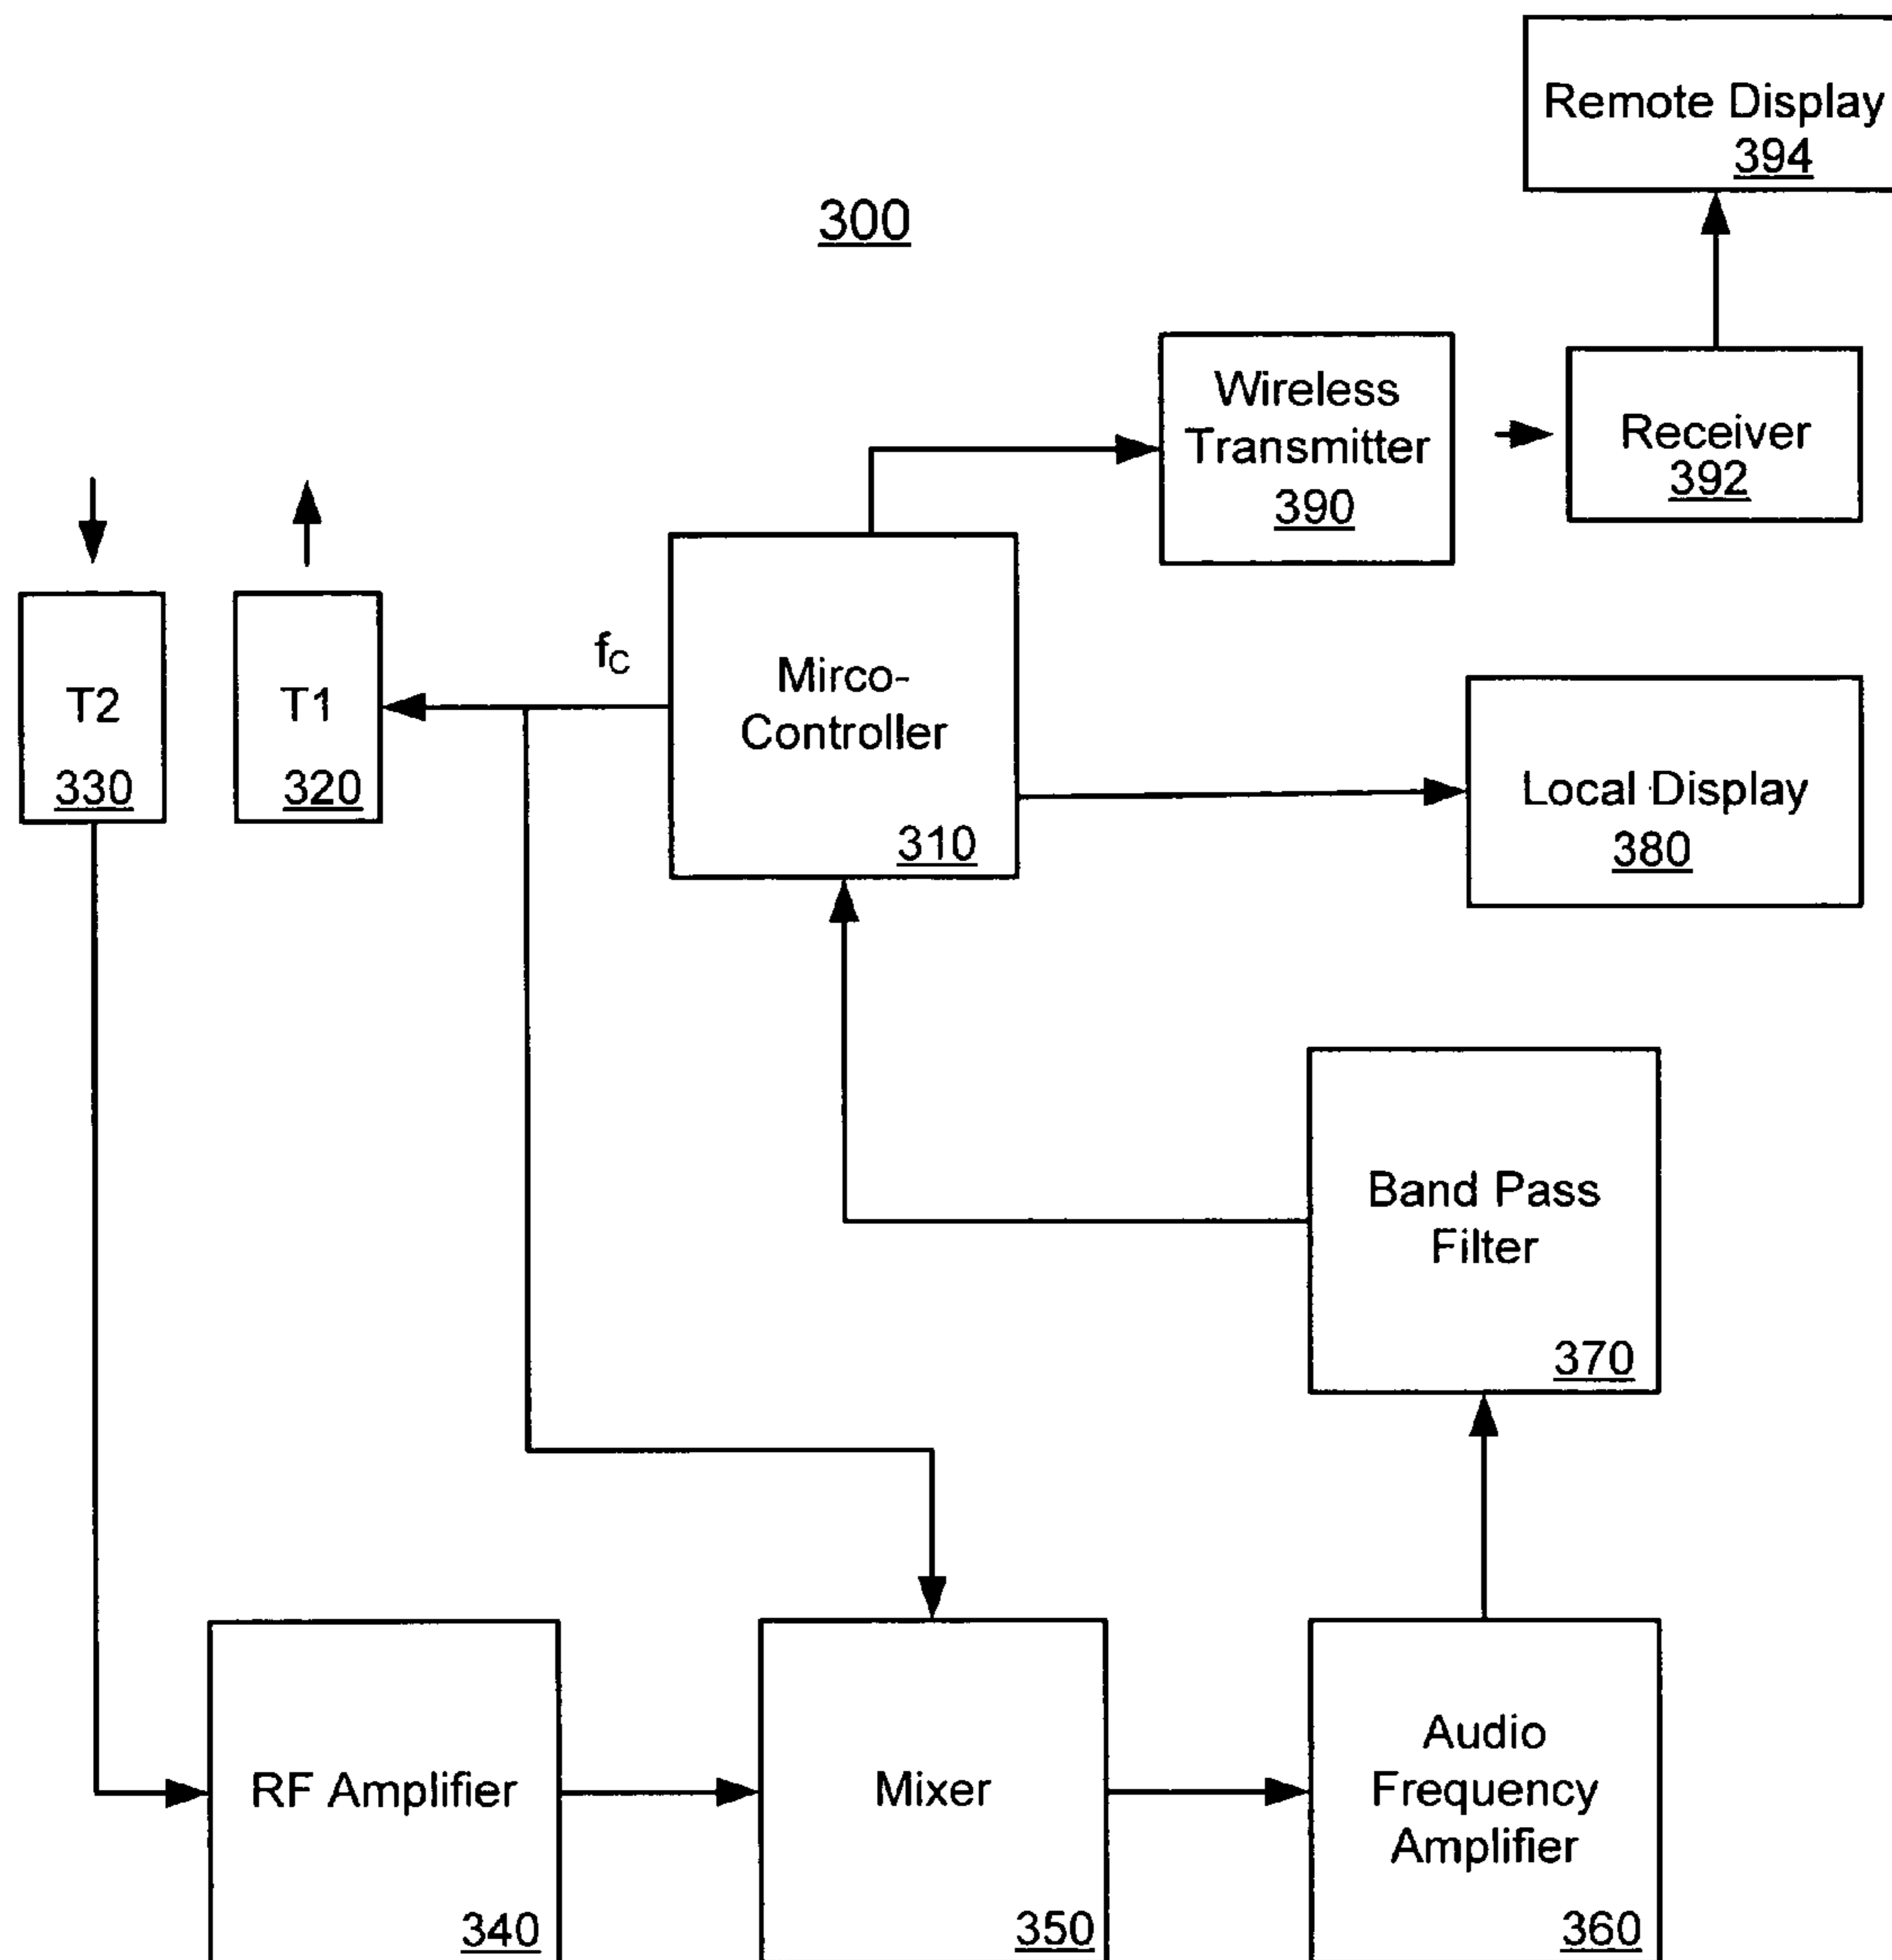 Remote Display
394
300
Wireless
Transmitter
390
Receiver
392
T2
330
T1
320
fC
Mirco-
Controller
310
Local Display
380
Band Pass
Filter
370
RF Amplifier
340
Mixer
350
Audio
Frequency
Amplifier
360